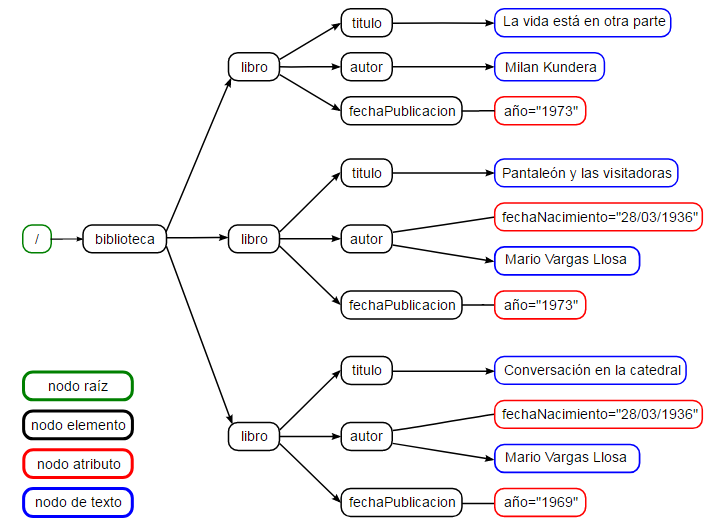 /
biblioteca
libro
titulo
La vida está en otra parte
autor
Milan Kundera
fechaPublicacion
año="1973"
libro
titulo
Pantaleón y las visitadoras
autor
fechaNacimiento="28/03/1936"
Mario Vargas Llosa
fechaPublicacion
año="1973"
libro
titulo
Conversación en la catedral
autor
fechaNacimiento="28/03/1936"
Mario Vargas Llosa
fechaPublicacion
año="1969"
nodo raíz
nodo elemento
nodo atributo
nodo de texto